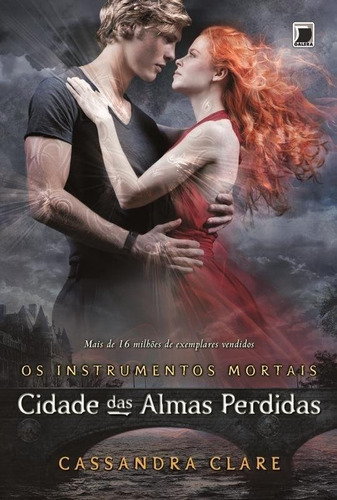 Mais de 16 milhões de exemplares vendidos
OS INSTRUMENTOS MORTAIS
Cidade das Almas Perdidas
CASSANDRA CLARE